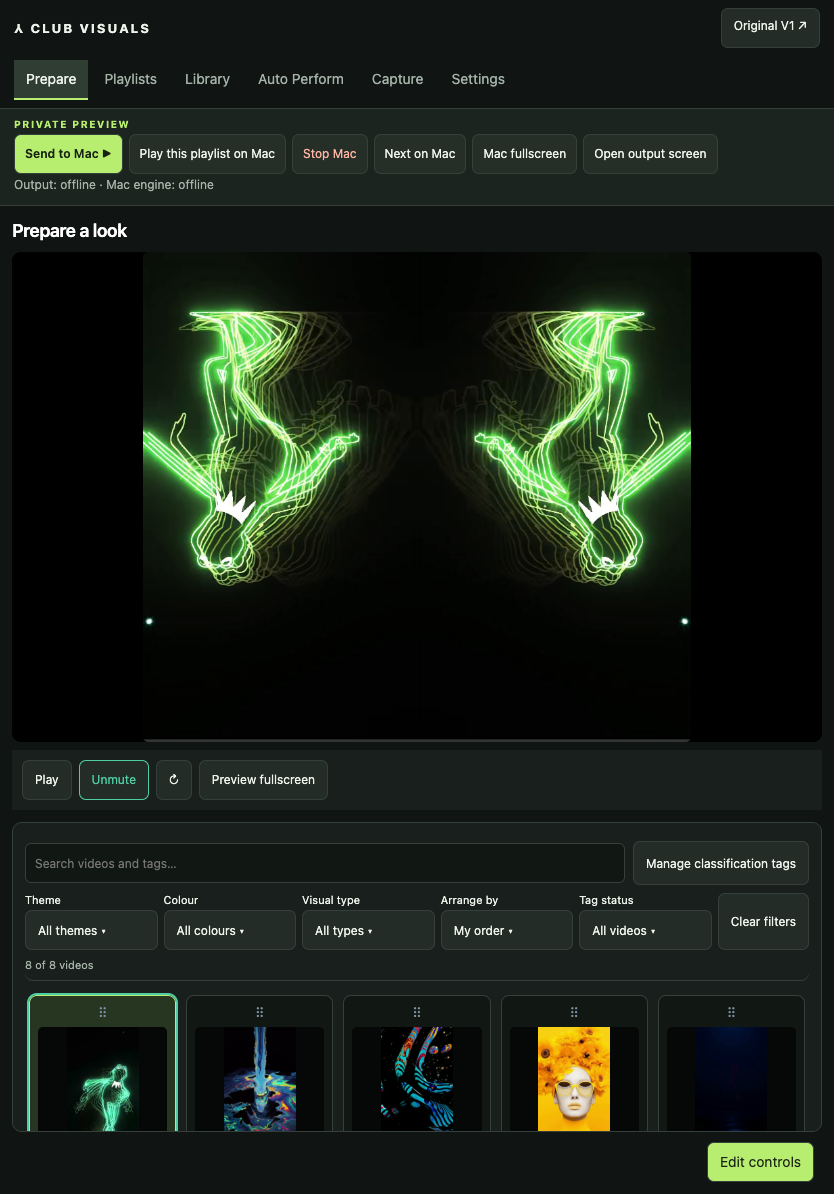 ⅄ CLUB VISUALS
Original V1 ↗
Prepare Playlists Library Auto Perform Capture Settings
PRIVATE PREVIEW
Send to Mac ▶ Play this playlist on Mac Stop Mac Next on Mac Mac fullscreen Open output screen
Output: offline · Mac engine: offline
Prepare a look
Play Unmute ↻ Preview fullscreen
Search videos and tags… Manage classification tags
Theme Colour Visual type Arrange by Tag status
All themes ▾ All colours ▾ All types ▾ My order ▾ All videos ▾ Clear filters
8 of 8 videos
Edit controls